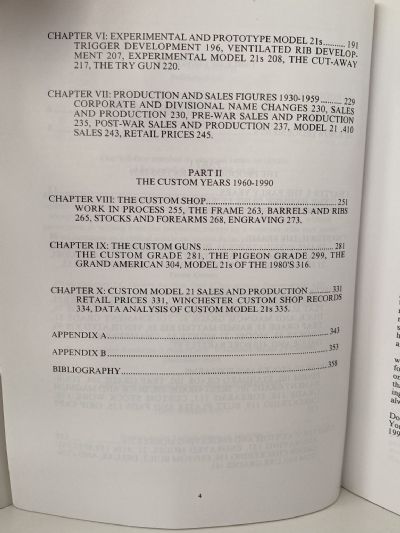 CHAPTER VI: EXPERIMENTAL AND PROTOTYPE MODEL 21s.......... 191
TRIGGER DEVELOPMENT 196, VENTILATED RIB DEVELOP-
MENT 207, EXPERIMENTAL MODEL 21s 208, THE CUT-AWAY
217, THE TRY GUN 220.
CHAPTER VII: PRODUCTION AND SALES FIGURES 1930-1959.......... 229
CORPORATE AND DIVISIONAL NAME CHANGES 230, SALES
AND PRODUCTION 230, PRE-WAR SALES AND PRODUCTION
235, POST-WAR SALES AND PRODUCTION 237, MODEL 21 .410
SALES 243, RETAIL PRICES 245.
PART II
THE CUSTOM YEARS 1960-1990
CHAPTER VIII: THE CUSTOM SHOP.......... 251
WORK IN PROCESS 255, THE FRAME 263, BARRELS AND RIBS
265, STOCKS AND FOREARMS 268, ENGRAVING 273.
CHAPTER IX: THE CUSTOM GUNS.......... 281
THE CUSTOM GRADE 281, THE PIGEON GRADE 299, THE
GRAND AMERICAN 304, MODEL 21s OF THE 1980'S 316.
CHAPTER X: CUSTOM MODEL 21 SALES AND PRODUCTION.......... 331
RETAIL PRICES 331, WINCHESTER CUSTOM SHOP RECORDS
334, DATA ANALYSIS OF CUSTOM MODEL 21s 335.
APPENDIX A.......... 343
APPENDIX B.......... 353
BIBLIOGRAPHY.......... 358
4